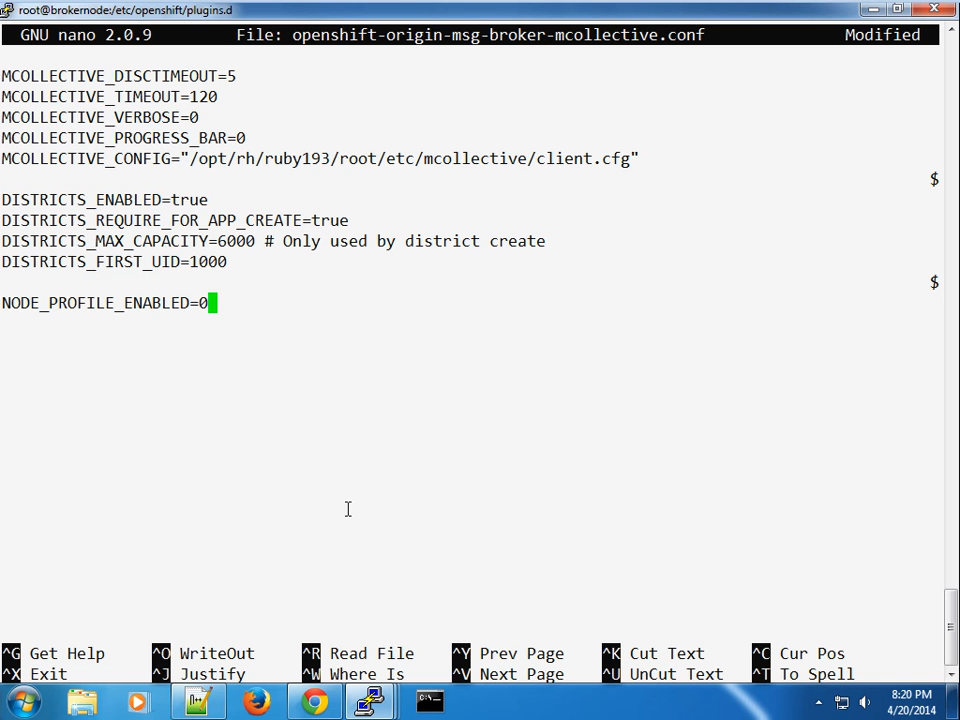 root@brokernode:/etc/openshift/plugins.d
GNU nano 2.0.9 File: openshift-origin-msg-broker-mcollective.conf Modified
MCOLLECTIVE_DISCTIMEOUT=5
MCOLLECTIVE_TIMEOUT=120
MCOLLECTIVE_VERBOSE=0
MCOLLECTIVE_PROGRESS_BAR=0
MCOLLECTIVE_CONFIG="/opt/rh/ruby193/root/etc/mcollective/client.cfg"
$
DISTRICTS_ENABLED=true
DISTRICTS_REQUIRE_FOR_APP_CREATE=true
DISTRICTS_MAX_CAPACITY=6000 # Only used by district create
DISTRICTS_FIRST_UID=1000
$
NODE_PROFILE_ENABLED=0
^G Get Help ^O WriteOut ^R Read File ^Y Prev Page ^K Cut Text ^C Cur Pos
^X Exit ^J Justify ^W Where Is ^V Next Page ^U UnCut Text ^T To Spell
8:20 PM
4/20/2014